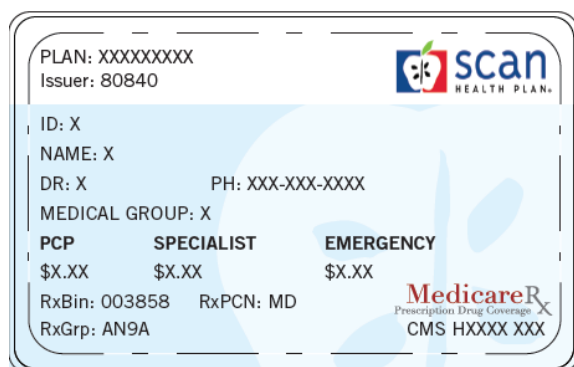 PLAN: XXXXXXXXX
Issuer: 80840
scan
HEALTH PLAN.
ID: X
NAME: X
DR: X PH: XXX-XXX-XXXX
MEDICAL GROUP: X
PCP SPECIALIST EMERGENCY
$X.XX $X.XX $X.XX
RxBin: 003858 RxPCN: MD
MedicareRx
Prescription Drug Coverage
RxGrp: AN9A
CMS HXXXX XXX